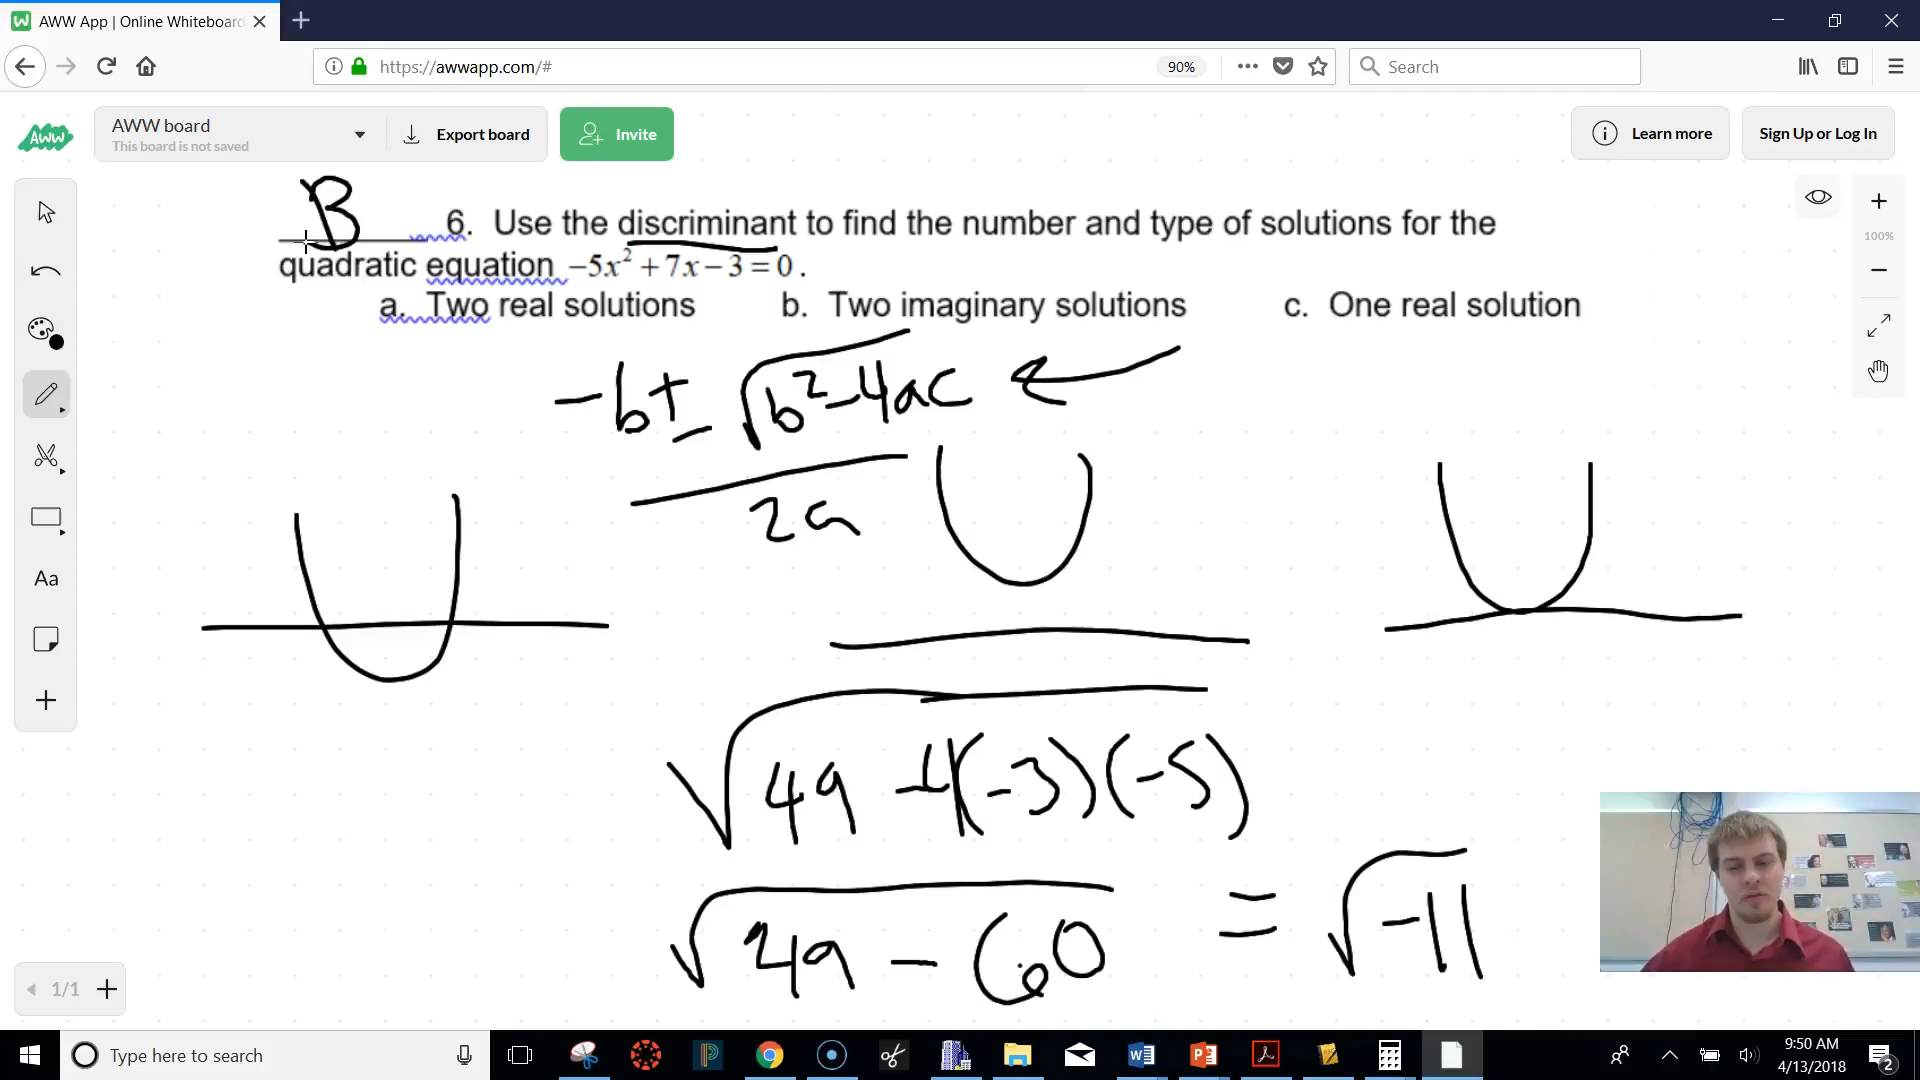 AWW App | Online Whiteboard
https://awwapp.com/#
90%
Search
AWW
AWW board
This board is not saved
Export board
Invite
Learn more
Sign Up or Log In
B
6. Use the discriminant to find the number and type of solutions for the
quadratic equation −5x² + 7x − 3 = 0 .
a. Two real solutions b. Two imaginary solutions c. One real solution
100%
−b ± √b² − 4ac
2a
Aa
√49 − 4(−3)(−5)
√49 − 60 = √−11
1/1
Type here to search
9:50 AM
4/13/2018
2